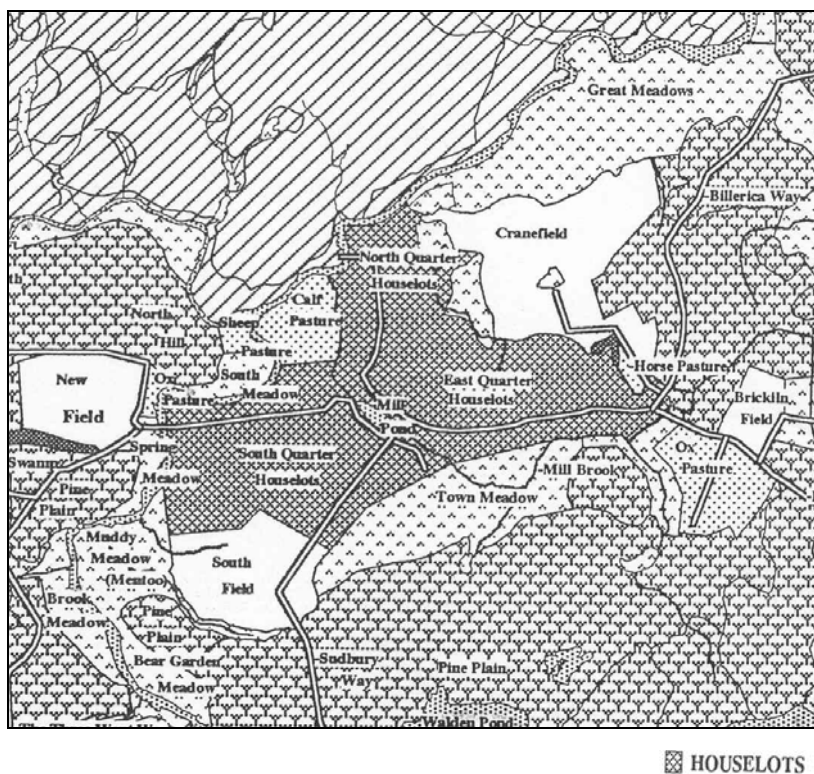 Great Meadows
Billerica Way
Cranefield
North Quarter
Houselots
North
Hill
Calf
Pasture
Sheep
Pasture
South
Meadow
Horse Pasture
New
Field
Ox
Pasture
East Quarter
Houselots
Mill
Pond
Brickiln
Field
Ox
Pasture
Swamp
Spring
Meadow
South Quarter
Houselots
Mill Brook
Town Meadow
Pine
Plain
Muddy
Meadow
(Mentoo)
South
Field
Brook
Meadow
Pine
Plain
Bear Garden
Meadow
Sudbury
Way
Pine Plain
Walden Pond
HOUSELOTS